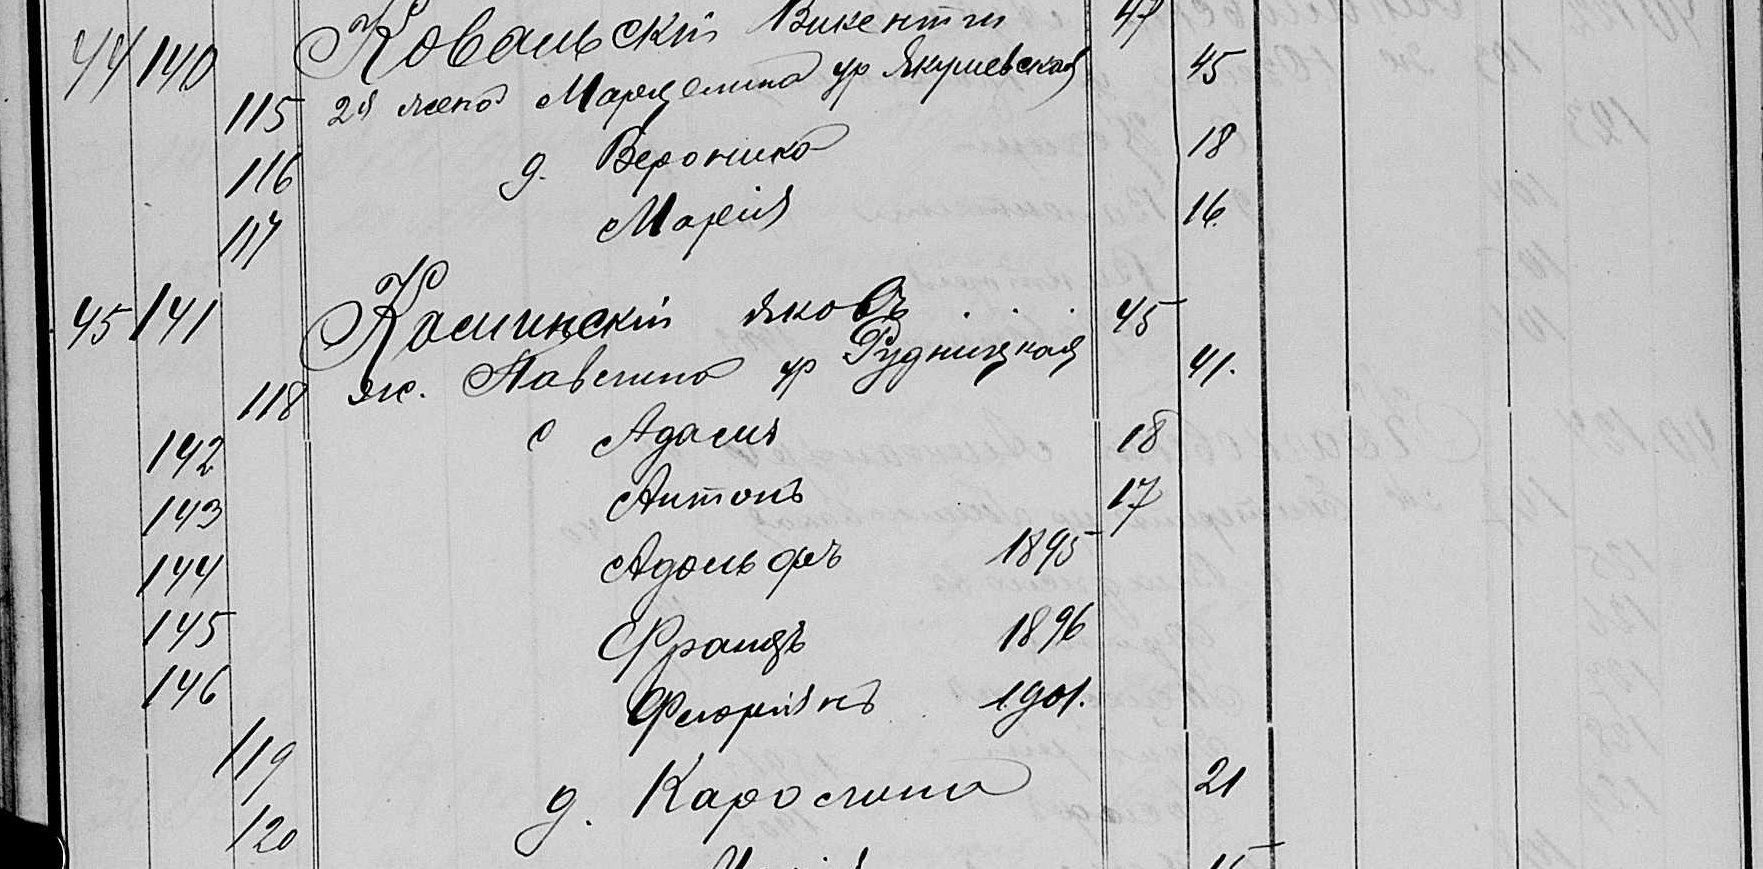 44 140 Ковальскій Викентій 47
115 2я жена Марцелина ур Якушевская 45
116 д. Вероника 18
117 Марія 16.
45 141 Калинскій Яковъ 45
118 ж. Павлина ур Рудницкая 41.
142 с Адамъ 18
143 Антонъ 17
144 Адольфъ 1895
145 Францъ 1896
146 Флоріянъ 1901.
119 д. Каролина 21
120